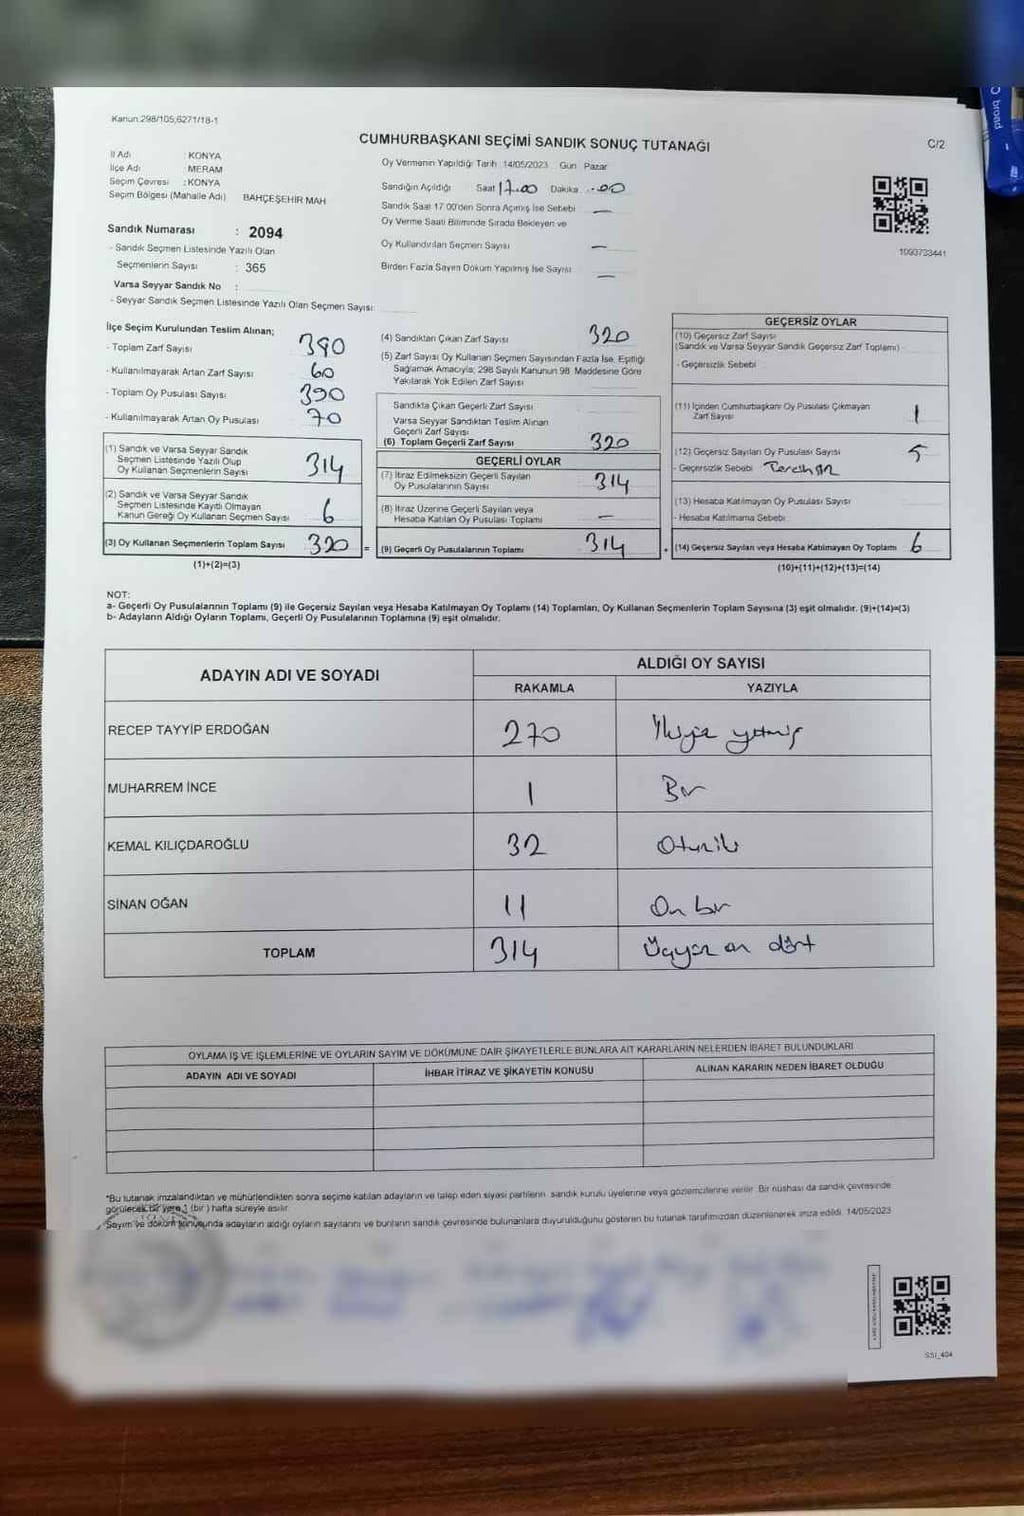 Kanun:298/105,6271/18-1
CUMHURBAŞKANI SEÇİMİ SANDIK SONUÇ TUTANAĞI
C/2
İl Adı : KONYA
İlçe Adı : MERAM
Seçim Çevresi : KONYA
Seçim Bölgesi (Mahalle Adı) BAHÇEŞEHİR MAH
Oy Vermenin Yapıldığı Tarih 14/05/2023 Gün Pazar
Sandığın Açıldığı Saat 17.00 Dakika 00
Sandık Saat 17.00'den Sonra Açımış İse Sebebi —
Oy Verme Saati Bitiminde Sırada Bekleyen ve
Oy Kullandırılan Seçmen Sayısı —
Birden Fazla Sayım Döküm Yapılmış İse Sayısı —
1093723441
Sandık Numarası : 2094
- Sandık Seçmen Listesinde Yazılı Olan
Seçmenlerin Sayısı : 365
Varsa Seyyar Sandık No :
- Seyyar Sandık Seçmen Listesinde Yazılı Olan Seçmen Sayısı:
İlçe Seçim Kurulundan Teslim Alınan;
- Toplam Zarf Sayısı 390
- Kullanılmayarak Artan Zarf Sayısı 60
- Toplam Oy Pusulası Sayısı 390
- Kullanılmayarak Artan Oy Pusulası 70
(1) Sandık ve Varsa Seyyar Sandık
Seçmen Listesinde Yazılı Olup
Oy Kullanan Seçmenlerin Sayısı 314
(2) Sandık ve Varsa Seyyar Sandık
Seçmen Listesinde Kayıtlı Olmayan
Kanun Gereği Oy Kullanan Seçmen Sayısı 6
(3) Oy Kullanan Seçmenlerin Toplam Sayısı 320 =
(1)+(2)=(3)
(4) Sandıktan Çıkan Zarf Sayısı 320
(5) Zarf Sayısı Oy Kullanan Seçmen Sayısından Fazla İse, Eşitliği
Sağlamak Amacıyla; 298 Sayılı Kanunun 98. Maddesine Göre
Yakılarak Yok Edilen Zarf Sayısı
Sandıkta Çıkan Geçerli Zarf Sayısı
Varsa Seyyar Sandıktan Teslim Alınan
Geçerli Zarf Sayısı
(6) Toplam Geçerli Zarf Sayısı 320
GEÇERLİ OYLAR
(7) İtiraz Edilmeksizin Geçerli Sayılan
Oy Pusulalarının Sayısı 314
(8) İtiraz Üzerine Geçerli Sayılan veya
Hesaba Katılan Oy Pusulası Toplamı —
(9) Geçerli Oy Pusulalarının Toplamı 314
GEÇERSİZ OYLAR
(10) Geçersiz Zarf Sayısı
(Sandık ve Varsa Seyyar Sandık Geçersiz Zarf Toplamı)
- Geçersizlik Sebebi
(11) İçinden Cumhurbaşkanı Oy Pusulası Çıkmayan
Zarf Sayısı 1
(12) Geçersiz Sayılan Oy Pusulası Sayısı 5
- Geçersizlik Sebebi
(13) Hesaba Katılmayan Oy Pusulası Sayısı
- Hesaba Katılmama Sebebi
(14) Geçersiz Sayılan veya Hesaba Katılmayan Oy Toplamı 6
(10)+(11)+(12)+(13)=(14)
NOT:
a- Geçerli Oy Pusulalarının Toplamı (9) ile Geçersiz Sayılan veya Hesaba Katılmayan Oy Toplamı (14) Toplamları, Oy Kullanan Seçmenlerin Toplam Sayısına (3) eşit olmalıdır. (9)+(14)=(3)
b- Adayların Aldığı Oyların Toplamı, Geçerli Oy Pusulalarının Toplamına (9) eşit olmalıdır.
ADAYIN ADI VE SOYADI
ALDIĞI OY SAYISI
RAKAMLA YAZIYLA
RECEP TAYYİP ERDOĞAN 270 İkiyüz yetmiş
MUHARREM İNCE 1 Bir
KEMAL KILIÇDAROĞLU 32 Otuziki
SİNAN OĞAN 11 On bir
TOPLAM 314 Üçyüz on dört
OYLAMA İŞ VE İŞLEMLERİNE VE OYLARIN SAYIM VE DÖKÜMÜNE DAİR ŞİKAYETLERLE BUNLARA AİT KARARLARIN NELERDEN İBARET BULUNDUKLARI
ADAYIN ADI VE SOYADI
İHBAR İTİRAZ VE ŞİKAYETİN KONUSU
ALINAN KARARIN NEDEN İBARET OLDUĞU
*Bu tutanak imzalandıktan ve mühürlendikten sonra seçime katılan adayların ve talep eden siyasi partilerin sandık kurulu üyelerine veya gözlemcilerine verilir. Bir nüshası da sandık çevresinde
görülecek bir yere 1 (bir) hafta süreyle asılır.
Sayım ve döküm konusunda adayların aldığı oyların sayılarını ve bunların sandık çevresinde bulunanlara duyurulduğunu gösteren bu tutanak tarafımızdan düzenlenerek imza edildi. 14/05/2023
SS1_404
broad